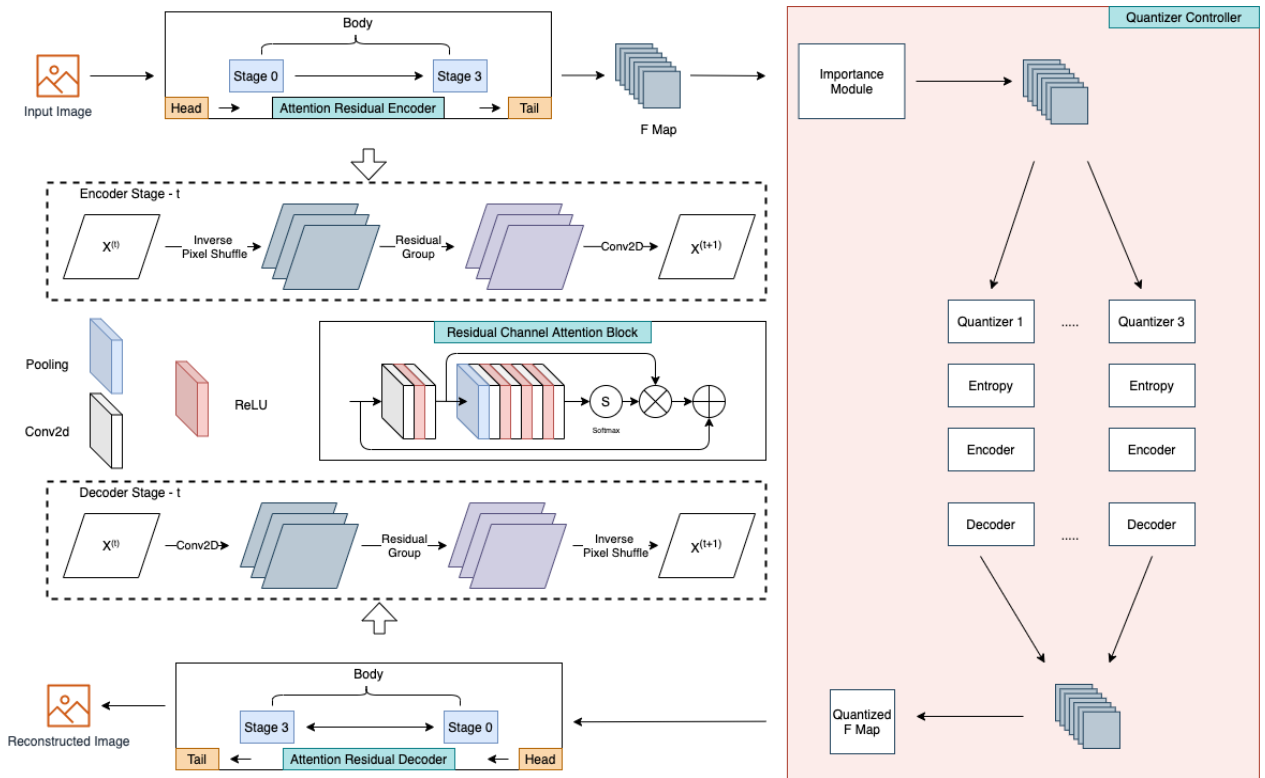 Body
Stage 0
Stage 3
Head
Attention Residual Encoder
Tail
Input Image
F Map
Quantizer Controller
Importance
Module
Encoder Stage - t
X(t)
Inverse
Pixel Shuffle
Residual
Group
Conv2D
X(t+1)
Pooling
Conv2d
ReLU
Residual Channel Attention Block
S
Softmax
Quantizer 1
.....
Quantizer 3
Entropy
Entropy
Encoder
Encoder
Decoder
.....
Decoder
Decoder Stage - t
X(t)
Conv2D
Residual
Group
Inverse
Pixel Shuffle
X(t+1)
Body
Stage 3
Stage 0
Tail
Attention Residual Decoder
Head
Reconstructed Image
Quantized
F Map